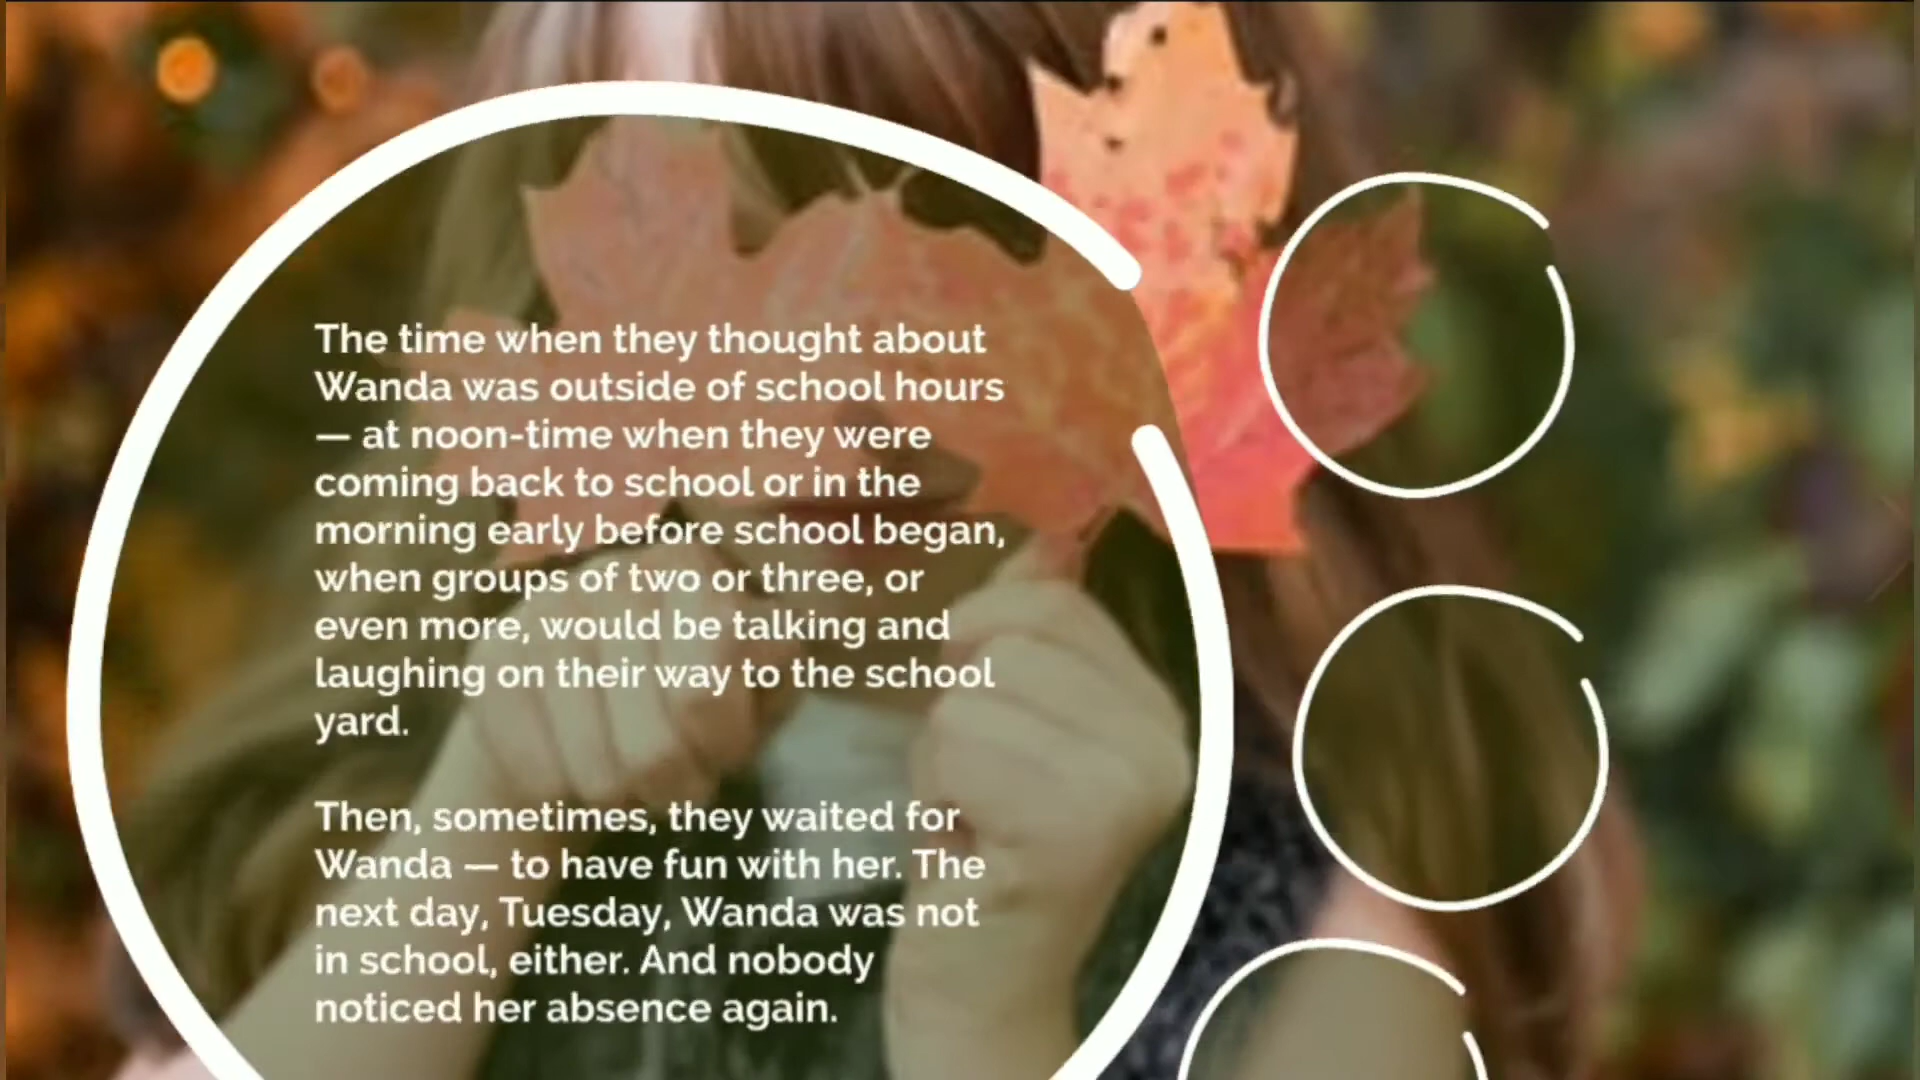 The time when they thought about
Wanda was outside of school hours
— at noon-time when they were
coming back to school or in the
morning early before school began,
when groups of two or three, or
even more, would be talking and
laughing on their way to the school
yard.
Then, sometimes, they waited for
Wanda — to have fun with her. The
next day, Tuesday, Wanda was not
in school, either. And nobody
noticed her absence again.